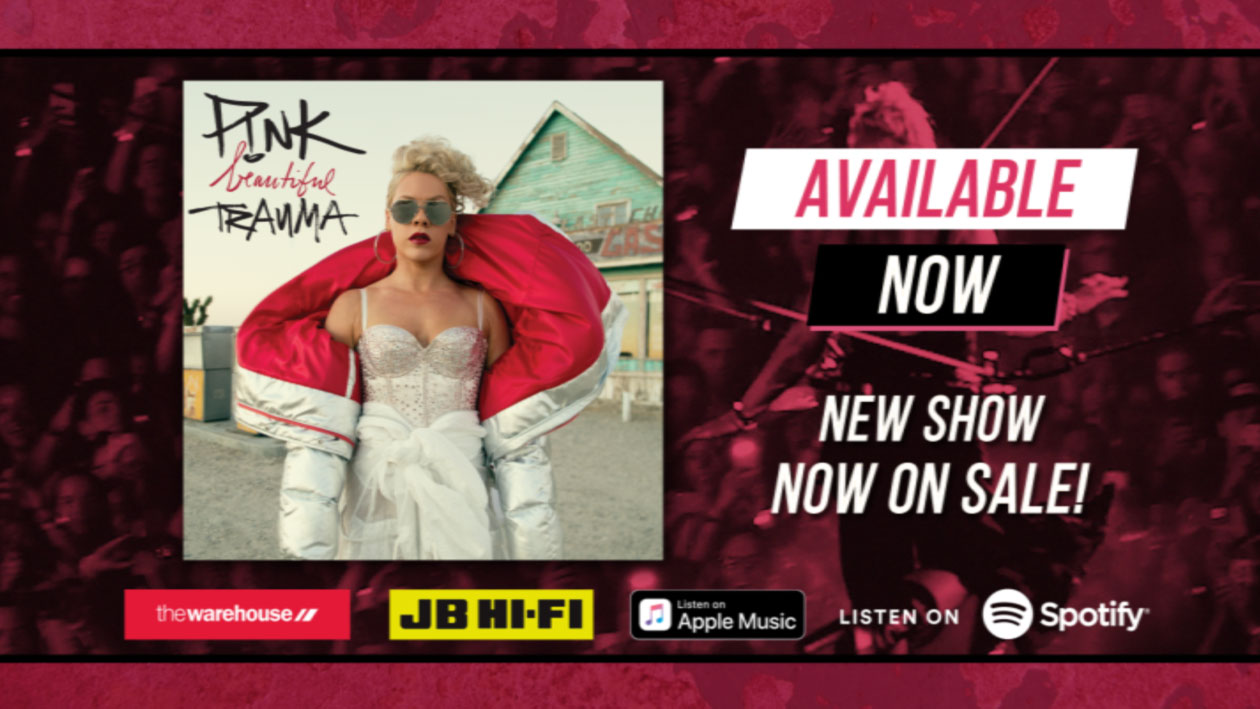 P!NK
beautiful
TRAUMA
AVAILABLE
NOW
NEW SHOW
NOW ON SALE!
thewarehouse
JB HI-FI
Listen on
Apple Music
LISTEN ON
Spotify